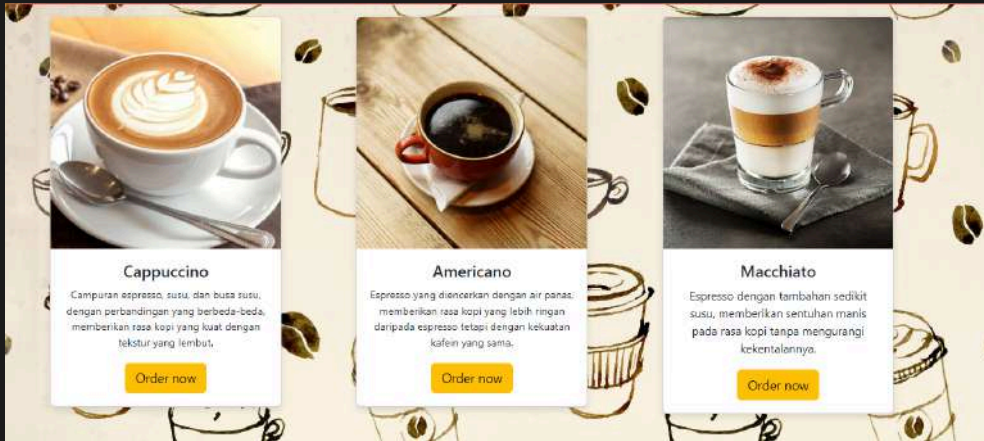 Cappuccino
Campuran espresso, susu, dan busa susu,
dengan perbandingan yang berbeda-beda,
memberikan rasa kopi yang kuat dengan
tekstur yang lembut.
Order now
Americano
Espresso yang diencerkan dengan air panas,
memberikan rasa kopi yang lebih ringan
daripada espresso tetapi dengan kekuatan
kafein yang sama.
Order now
Macchiato
Espresso dengan tambahan sedikit
susu, memberikan sentuhan manis
pada rasa kopi tanpa mengurangi
kekentalannya.
Order now